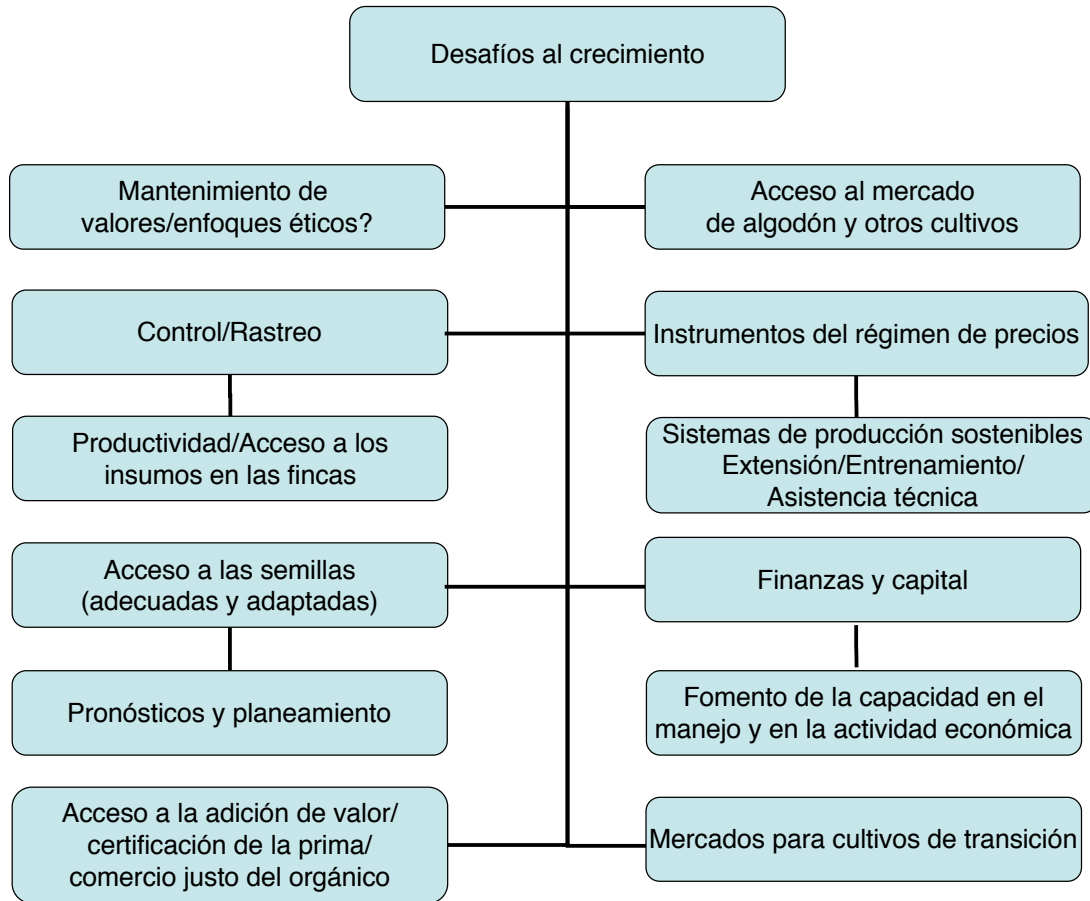 Desafíos al crecimiento
Mantenimiento de
valores/enfoques éticos?
Acceso al mercado
de algodón y otros cultivos
Control/Rastreo
Instrumentos del régimen de precios
Productividad/Acceso a los
insumos en las fincas
Sistemas de producción sostenibles
Extensión/Entrenamiento/
Asistencia técnica
Acceso a las semillas
(adecuadas y adaptadas)
Finanzas y capital
Pronósticos y planeamiento
Fomento de la capacidad en el
manejo y en la actividad económica
Acceso a la adición de valor/
certificación de la prima/
comercio justo del orgánico
Mercados para cultivos de transición